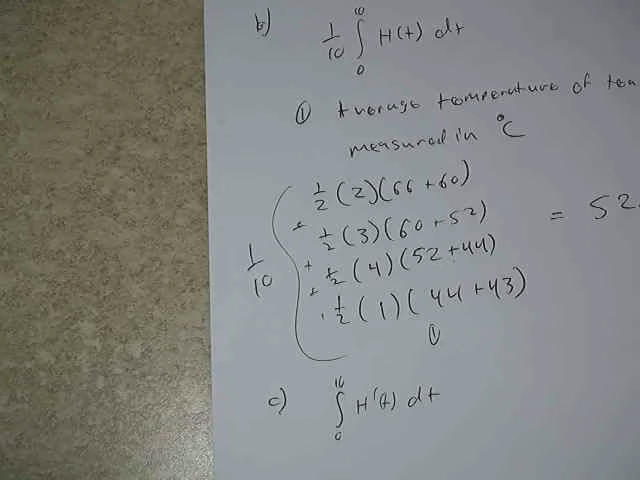 b) 1/10 ∫₀¹⁰ H(t) dt
① Average temperature of tea
measured in °C
1/10 ( 1/2 (2)(66+60)
+ 1/2 (3)(60+52) = 52.
+ 1/2 (4)(52+44)
+ 1/2 (1)(44+43)
①
c) ∫₀¹⁰ H'(t) dt